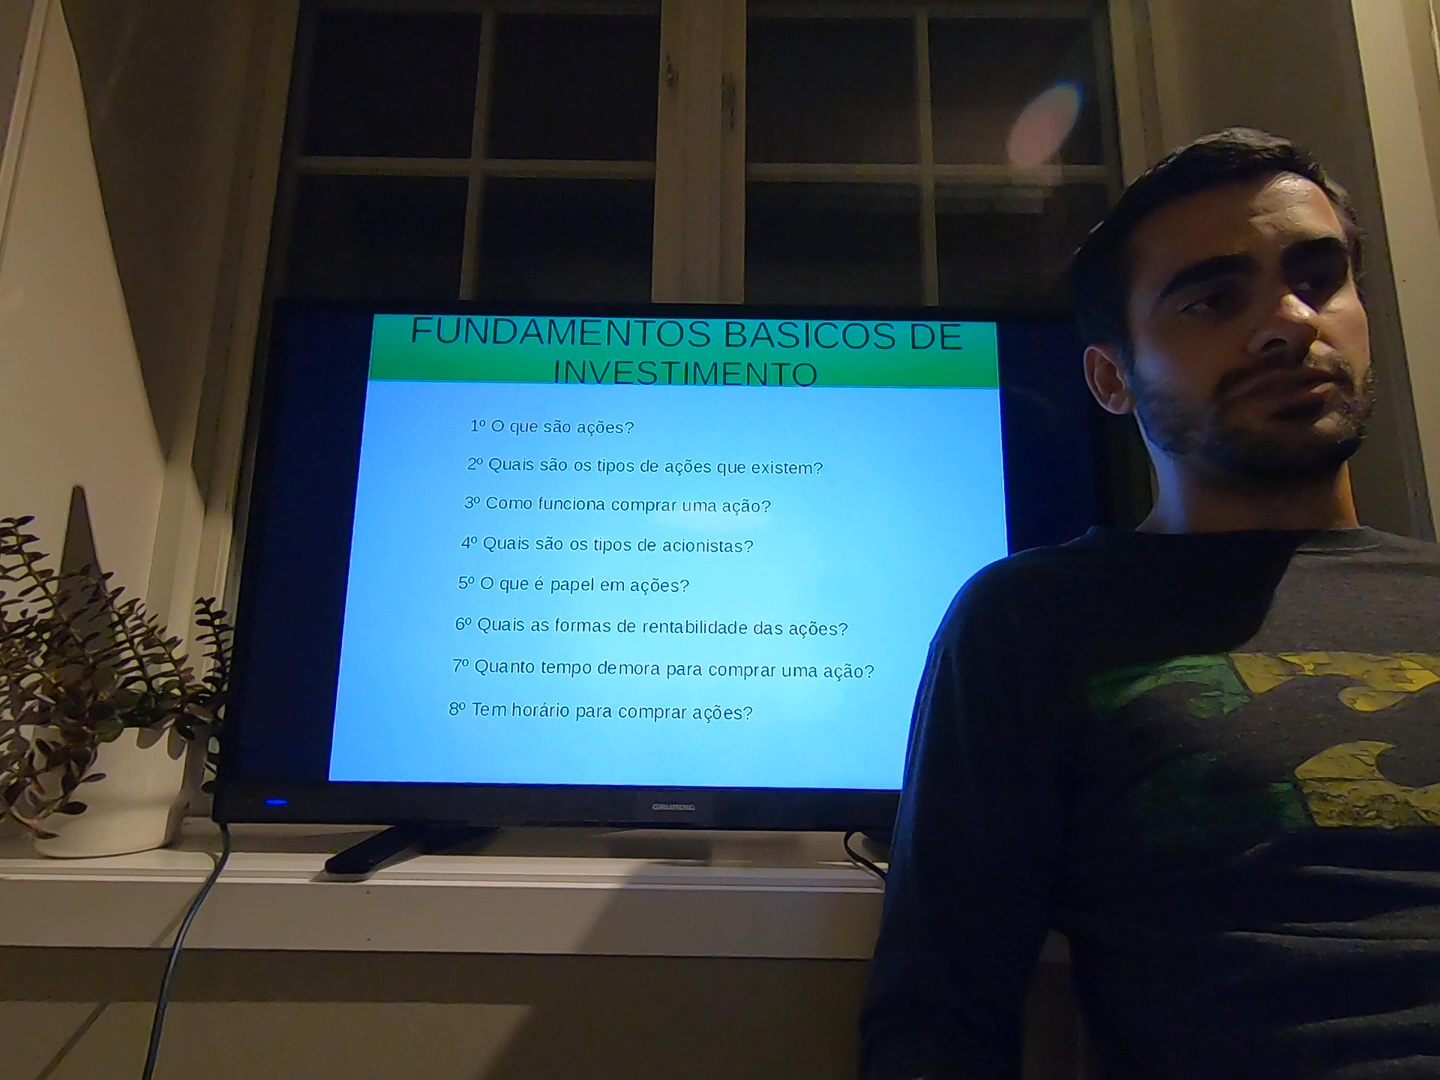 FUNDAMENTOS BASICOS DE
INVESTIMENTO
1º O que são ações?
2º Quais são os tipos de ações que existem?
3º Como funciona comprar uma ação?
4º Quais são os tipos de acionistas?
5º O que é papel em ações?
6º Quais as formas de rentabilidade das ações?
7º Quanto tempo demora para comprar uma ação?
8º Tem horário para comprar ações?
GRUNDIG